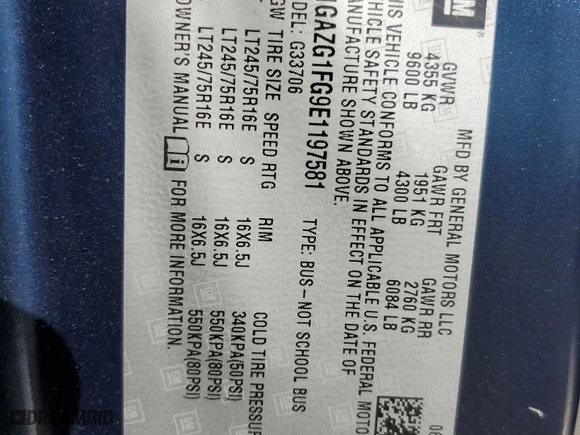 GM
MFD BY GENERAL MOTORS LLC
GVWR GAWR FRT GAWR RR
4355 KG 1951 KG 2760 KG
9600 LB 4300 LB 6084 LB
THIS VEHICLE CONFORMS TO ALL APPLICABLE U.S. FEDERAL MOTO
VEHICLE SAFETY STANDARDS IN EFFECT ON THE DATE OF
MANUFACTURE SHOWN ABOVE.
GAZG1FG9E1197581 TYPE: BUS–NOT SCHOOL BUS
DEL: G33706
GW TIRE SIZE SPEED RTG RIM COLD TIRE PRESSUR
LT245/75R16E S 16X6.5J 340KPA(50PSI)
LT245/75R16E S 16X6.5J 550KPA(80PSI)
LT245/75R16E S 16X6.5J 550KPA(80PSI)
OWNER'S MANUAL i FOR MORE INFORMATION.